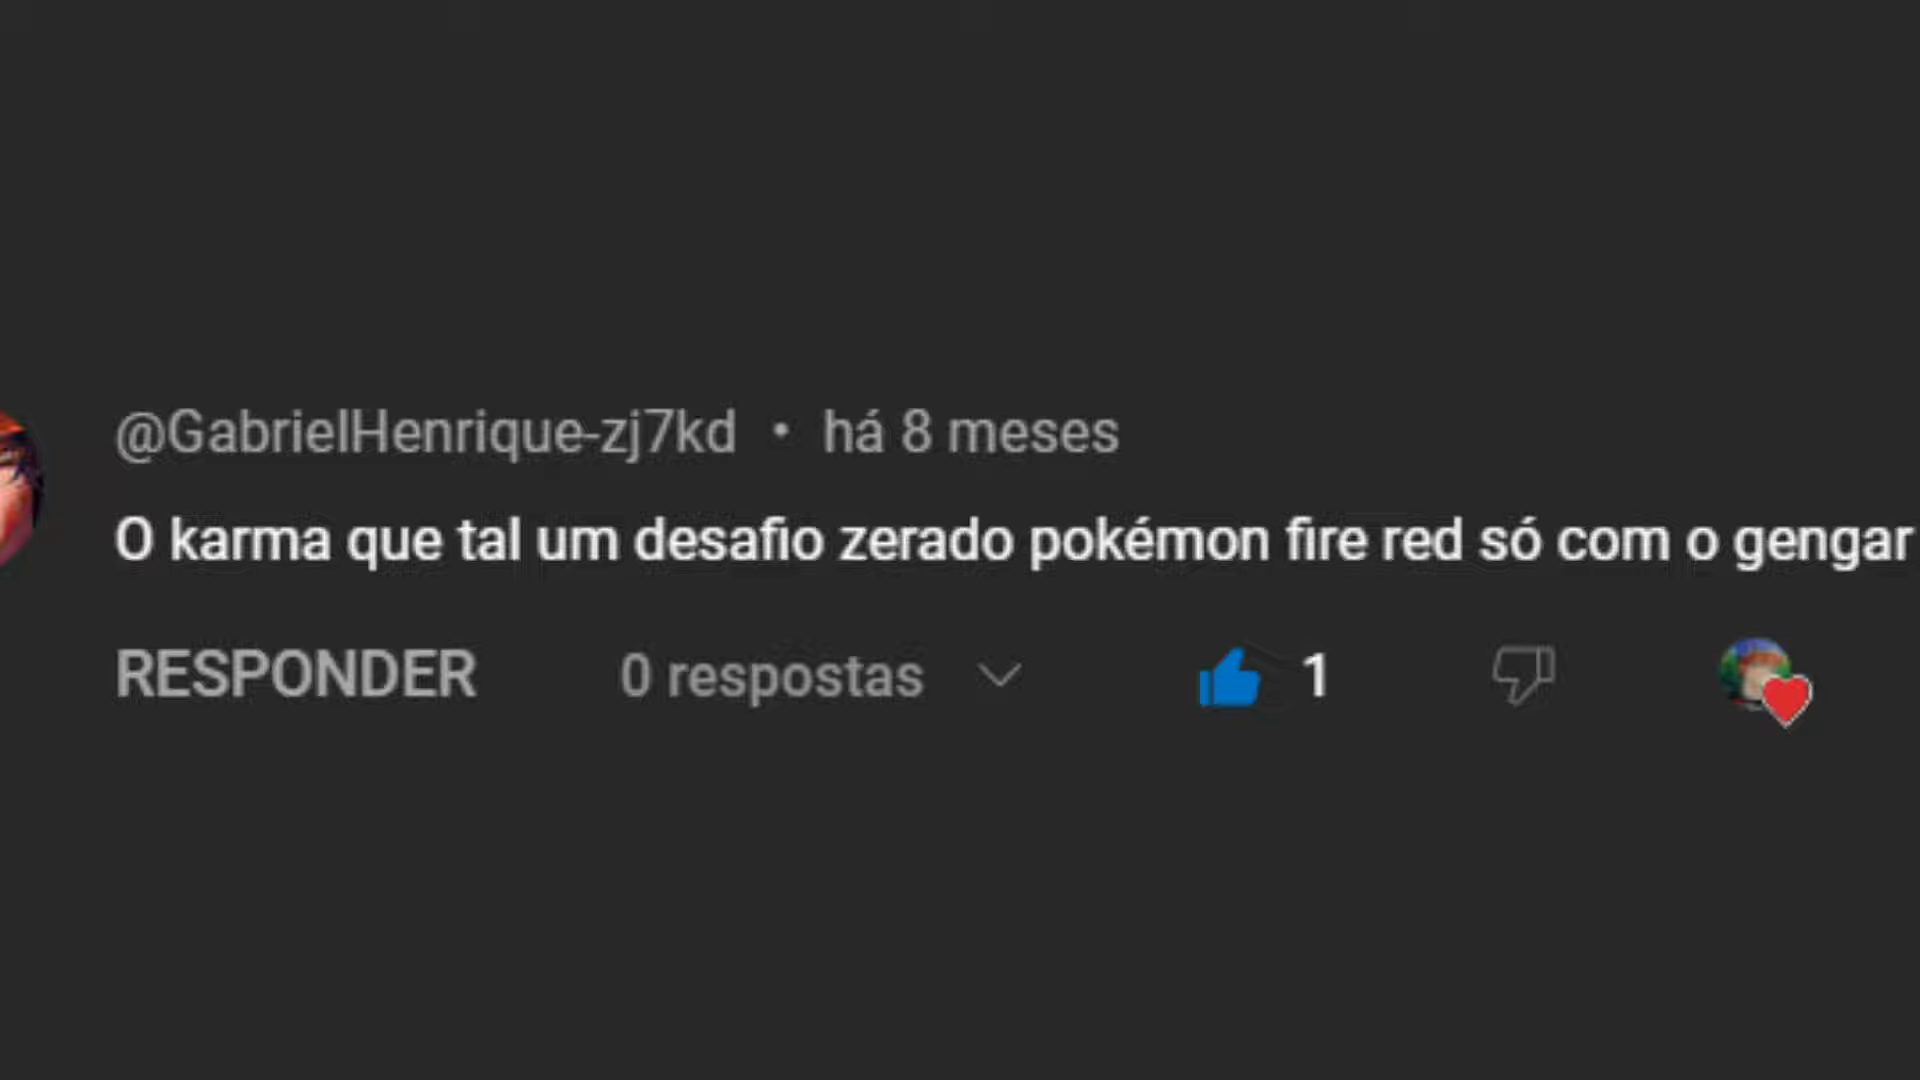 @GabrielHenrique-zj7kd • há 8 meses
O karma que tal um desafio zerado pokémon fire red só com o gengar
RESPONDER 0 respostas 1